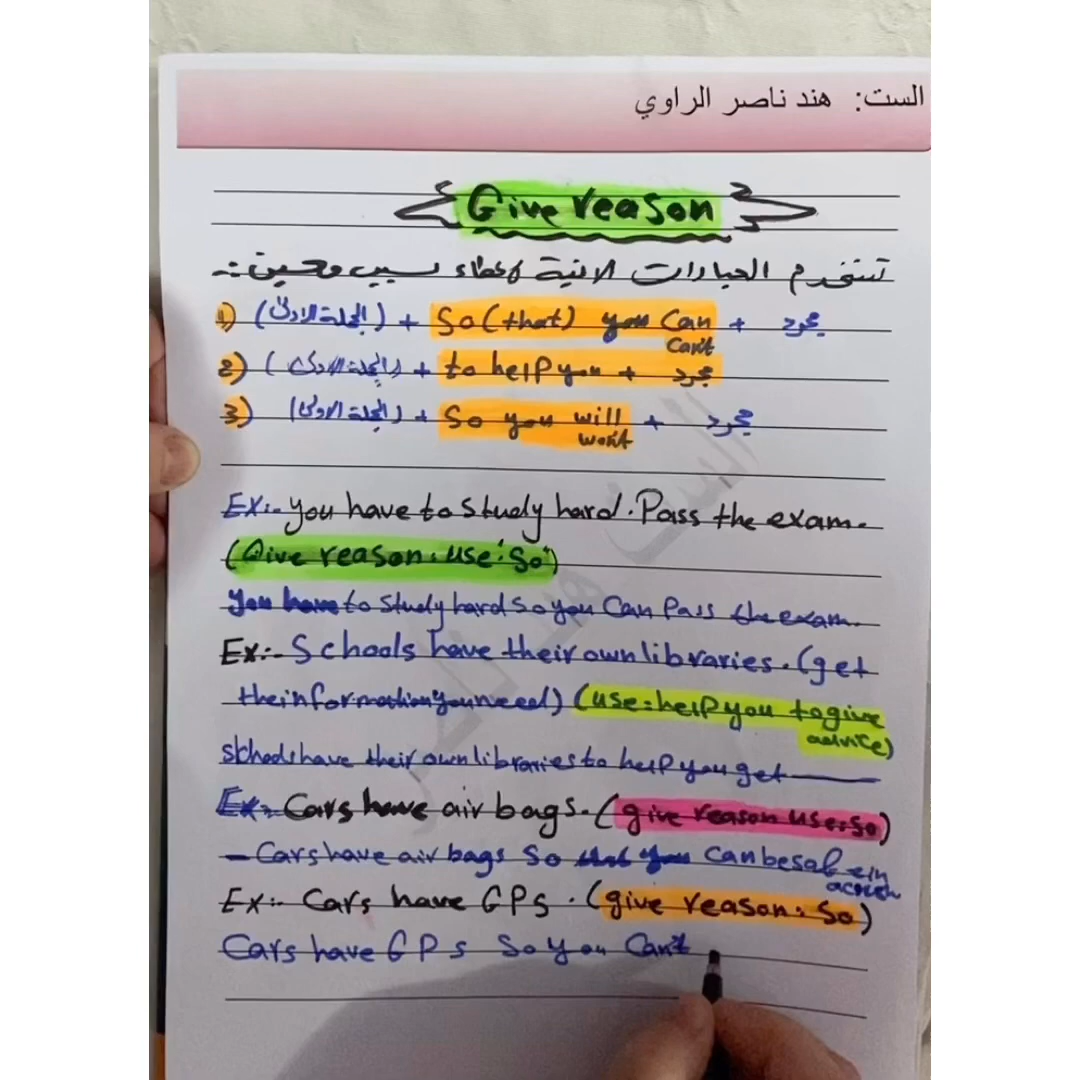 الست: هند ناصر الراوي
Give reason
تستخدم العبارات الاتية لاعطاء سبب معين :-
1) (الجملة الاولى) + So (that) you can + مجرد
can't
2) (الجملة الاولى) + to help you + مجرد
3) (الجملة الاولى) + So you will + مجرد
won't
EX:- You have to study hard. Pass the exam.
(Give reason: use "So")
You have to study hard so you can pass the exam.
Ex:- Schools have their own libraries. (get
the information you need) (use: help you to give
advice)
schools have their own libraries to help you get
Ex:- Cars have air bags. (give reason use: so)
- Cars have air bags so that you can be safe in
Ex:- Cars have GPS. (give reason: So)
Cars have GPs So you Can't
الست هند